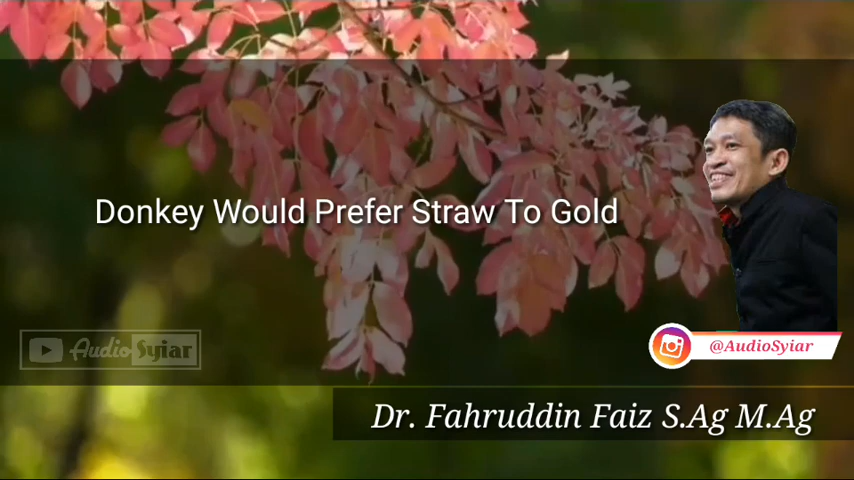 Donkey Would Prefer Straw To Gold
Audio Syiar
@AudioSyiar
Dr. Fahruddin Faiz S.Ag M.Ag